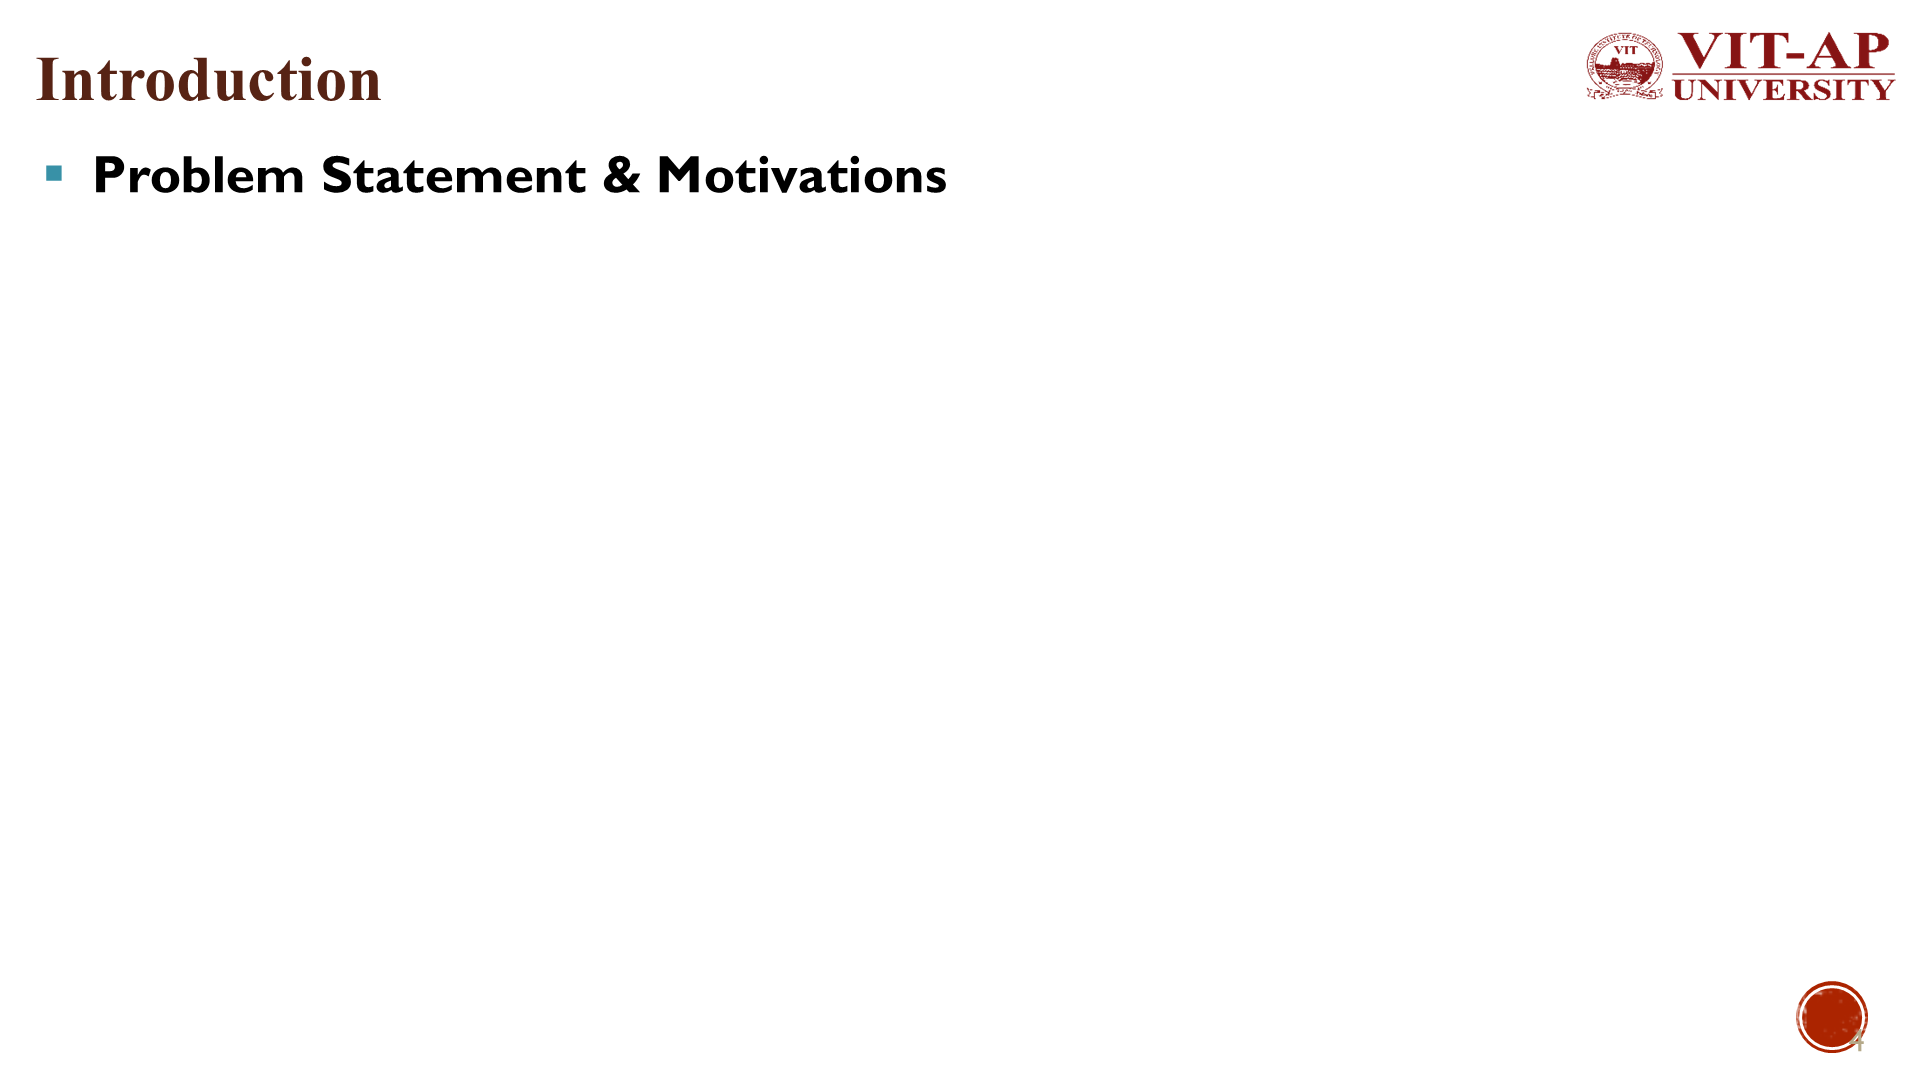 Introduction
VIT
VIT-AP
UNIVERSITY
▪ Problem Statement & Motivations
4